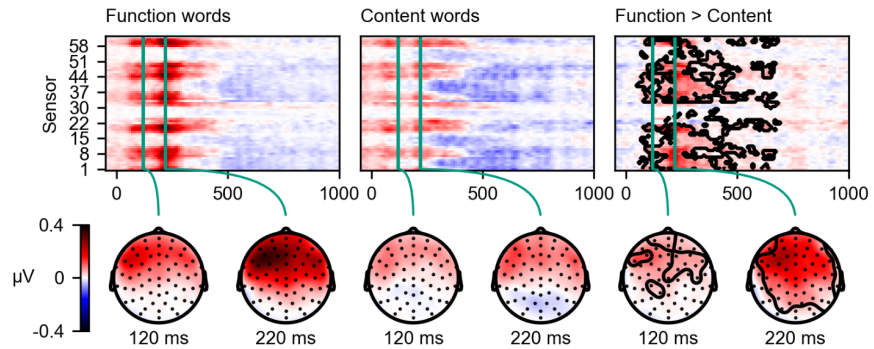 Function words
Content words
Function > Content
Sensor
58
51
44
37
30
22
15
8
1
0 500 1000
0 500 1000
0 500 1000
0.4
µV 0
-0.4
120 ms 220 ms 120 ms 220 ms 120 ms 220 ms